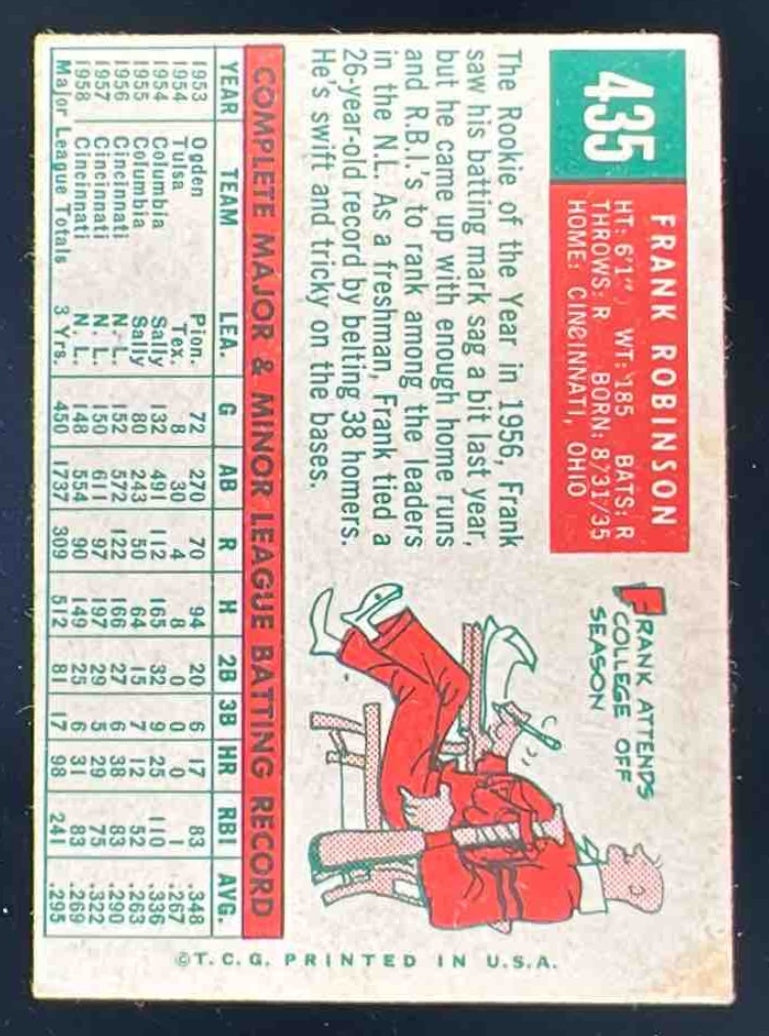 435
FRANK ROBINSON
HT: 6'1" WT: 185 BATS: R
THROWS: R BORN: 8/31/35
HOME: CINCINNATI, OHIO
FRANK ATTENDS
COLLEGE OFF
SEASON
The Rookie of the Year in 1956, Frank
saw his batting mark sag a bit last year,
but he came up with enough home runs
and R.B.I.'s to rank among the leaders
in the N.L. As a freshman, Frank tied a
26-year-old record by belting 38 homers.
He's swift and tricky on the bases.
COMPLETE MAJOR & MINOR LEAGUE BATTING RECORD
YEAR TEAM LEA. G AB R H 2B 3B HR RBI AVG.
1953 Ogden Pion. 72 270 70 94 20 6 17 83 .348
1954 Tulsa Tex. 8 30 4 8 0 0 0 1 .267
1954 Columbia Sally 132 491 112 165 32 9 25 110 .336
1955 Columbia Sally 80 243 50 64 15 7 12 52 .263
1956 Cincinnati N.L. 152 572 122 166 27 6 38 83 .290
1957 Cincinnati N.L. 150 611 97 197 29 5 29 75 .322
1958 Cincinnati N.L. 148 554 90 149 25 6 31 83 .269
Major League Totals 3 Yrs. 450 1737 309 512 81 17 98 241 .295
©T.C.G. PRINTED IN U.S.A.